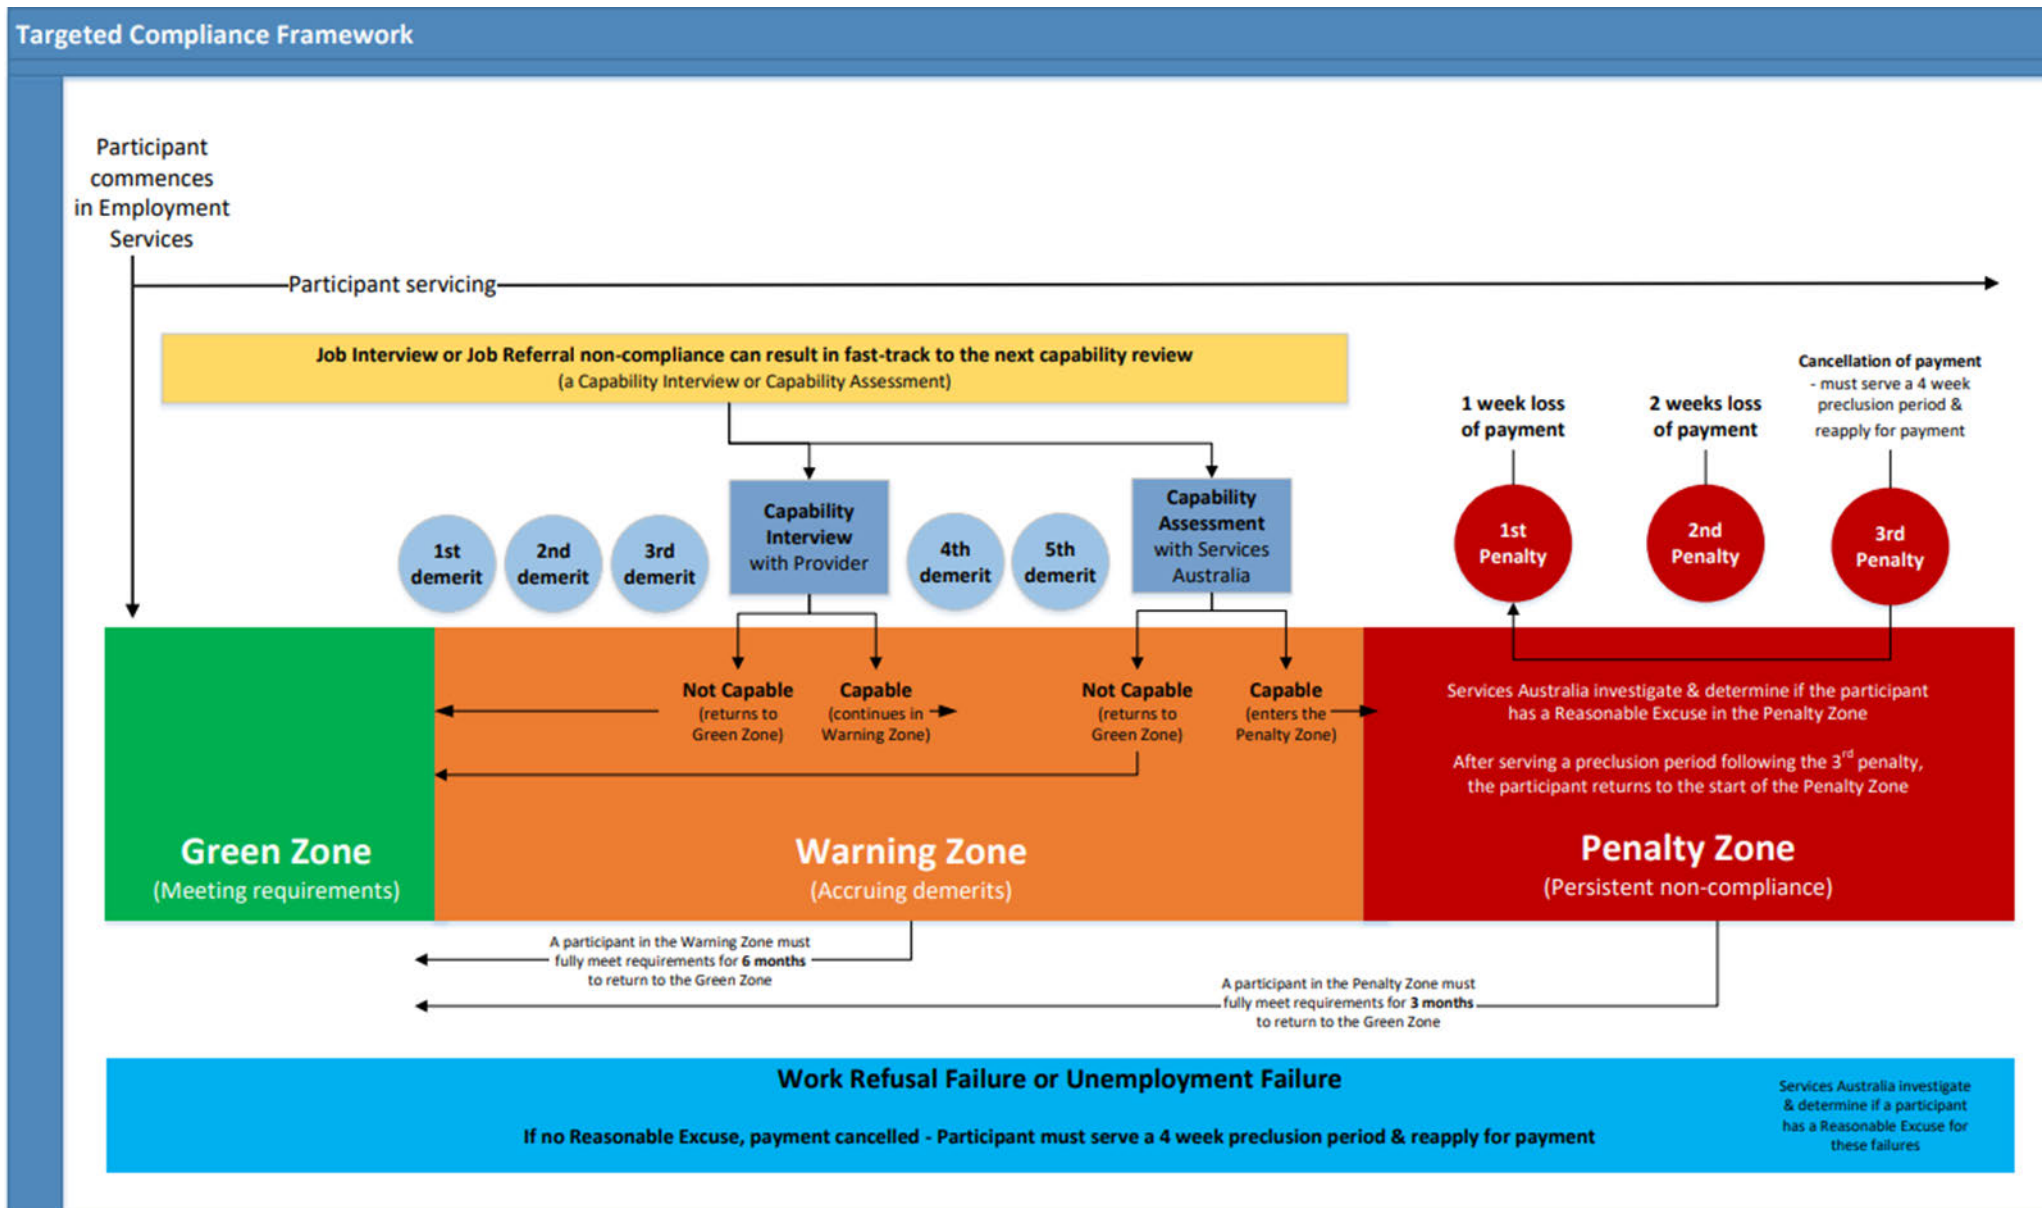 Targeted Compliance Framework
Participant
commences
in Employment
Services
Participant servicing
Job Interview or Job Referral non-compliance can result in fast-track to the next capability review
(a Capability Interview or Capability Assessment)
1 week loss
of payment
2 weeks loss
of payment
Cancellation of payment
- must serve a 4 week
preclusion period &
reapply for payment
1st
demerit
2nd
demerit
3rd
demerit
Capability
Interview
with Provider
4th
demerit
5th
demerit
Capability
Assessment
with Services
Australia
1st
Penalty
2nd
Penalty
3rd
Penalty
Not Capable
(returns to
Green Zone)
Capable
(continues in
Warning Zone)
Not Capable
(returns to
Green Zone)
Capable
(enters the
Penalty Zone)
Services Australia investigate & determine if the participant
has a Reasonable Excuse in the Penalty Zone
After serving a preclusion period following the 3rd penalty,
the participant returns to the start of the Penalty Zone
Green Zone
(Meeting requirements)
Warning Zone
(Accruing demerits)
Penalty Zone
(Persistent non-compliance)
A participant in the Warning Zone must
fully meet requirements for 6 months
to return to the Green Zone
A participant in the Penalty Zone must
fully meet requirements for 3 months
to return to the Green Zone
Work Refusal Failure or Unemployment Failure
If no Reasonable Excuse, payment cancelled - Participant must serve a 4 week preclusion period & reapply for payment
Services Australia investigate
& determine if a participant
has a Reasonable Excuse for
these failures